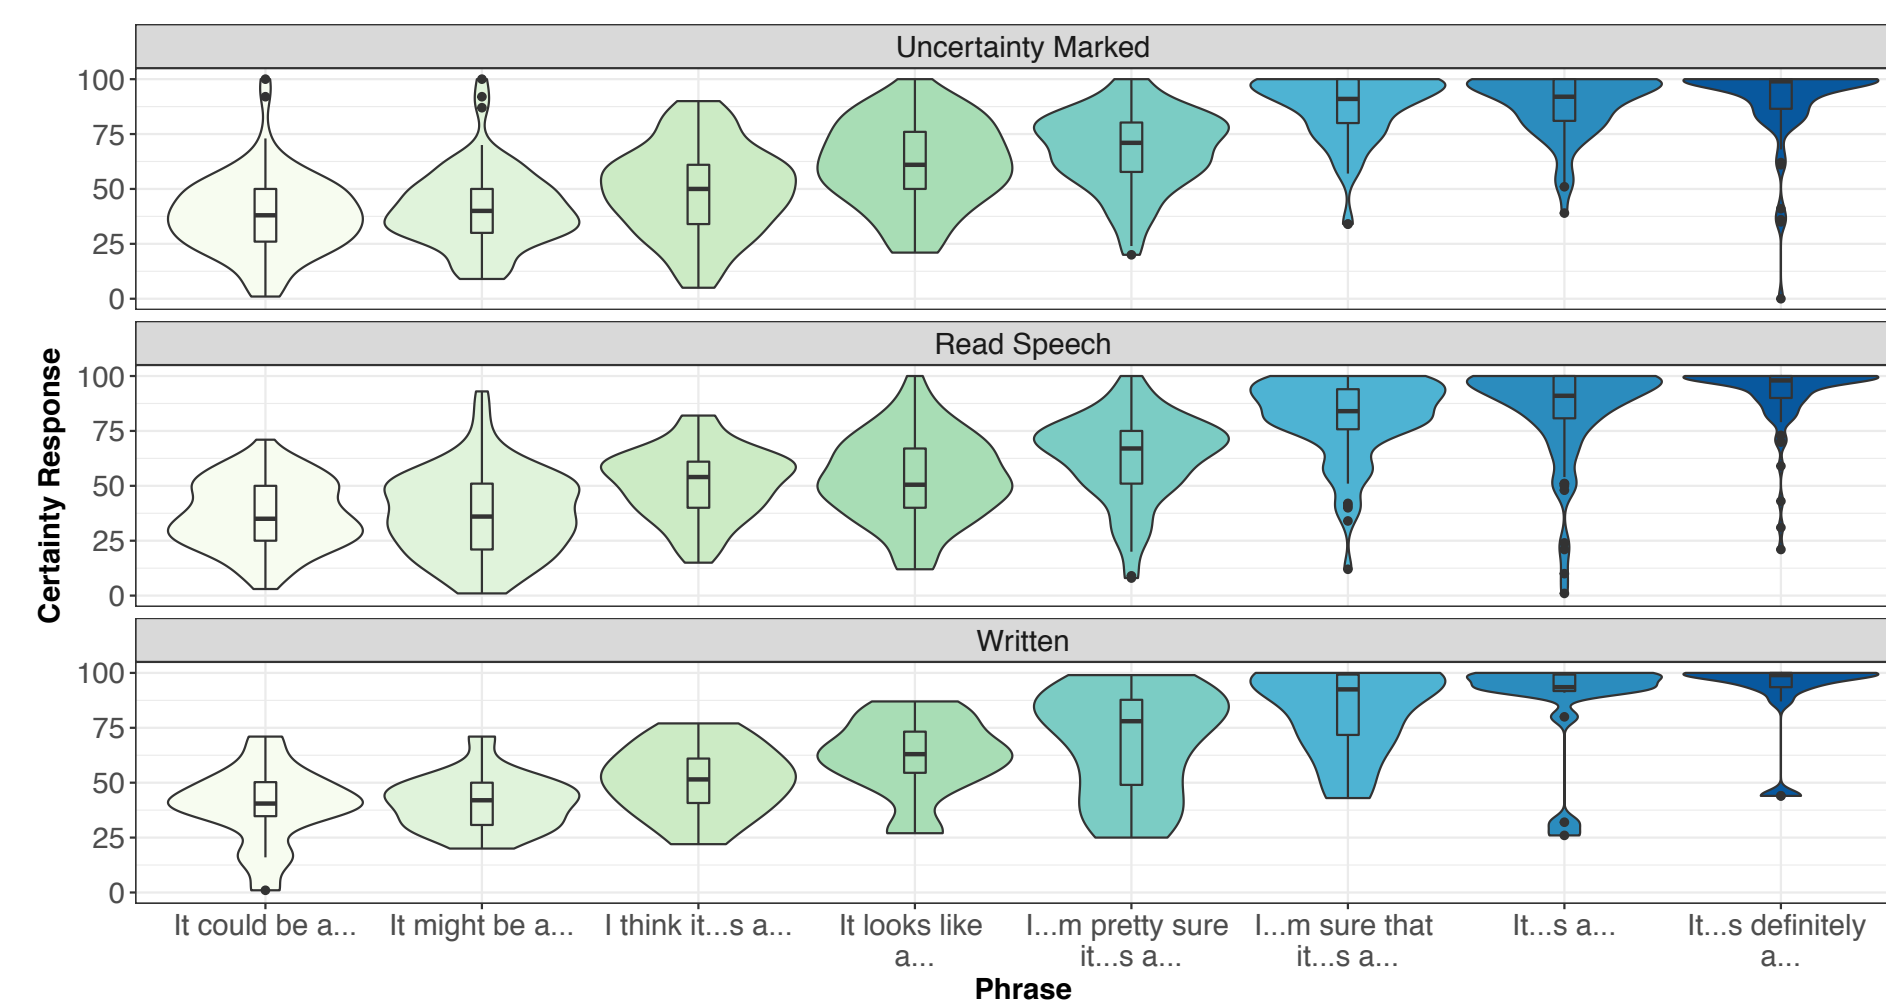 Uncertainty Marked
100
75
50
25
0
Read Speech
100
75
50
25
0
Written
100
75
50
25
0
Certainty Response
It could be a... It might be a... I think it...s a... It looks like a... I...m pretty sure it...s a... I...m sure that it...s a... It...s a... It...s definitely a...
Phrase